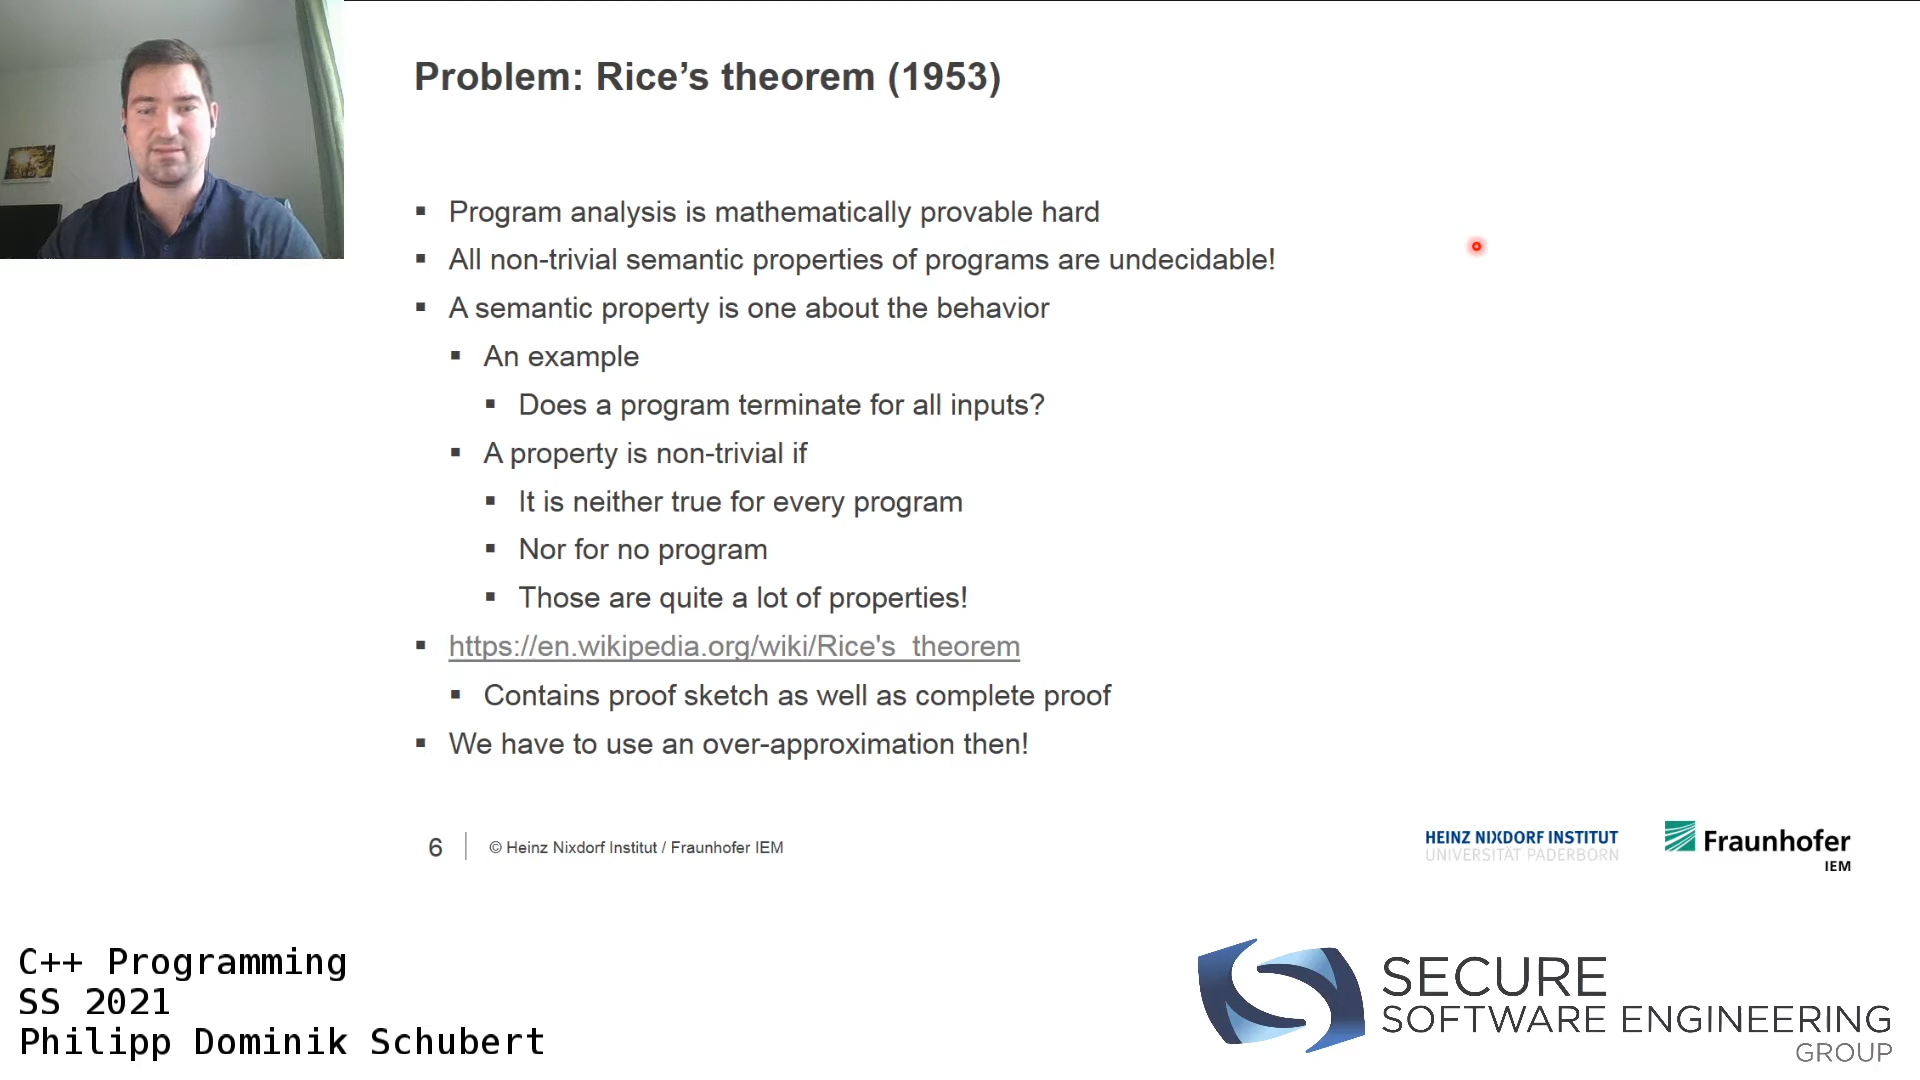 Problem: Rice’s theorem (1953)
Program analysis is mathematically provable hard
All non-trivial semantic properties of programs are undecidable!
A semantic property is one about the behavior
An example
Does a program terminate for all inputs?
A property is non-trivial if
It is neither true for every program
Nor for no program
Those are quite a lot of properties!
https://en.wikipedia.org/wiki/Rice's_theorem
Contains proof sketch as well as complete proof
We have to use an over-approximation then!
6
© Heinz Nixdorf Institut / Fraunhofer IEM
HEINZ NIXDORF INSTITUT
UNIVERSITÄT PADERBORN
Fraunhofer
IEM
C++ Programming
SS 2021
Philipp Dominik Schubert
SECURE
SOFTWARE ENGINEERING
GROUP